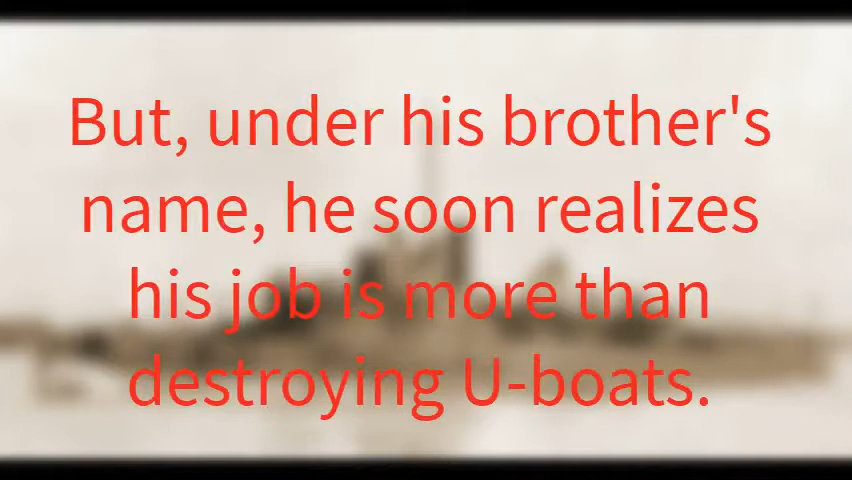 But, under his brother's
name, he soon realizes
his job is more than
destroying U-boats.